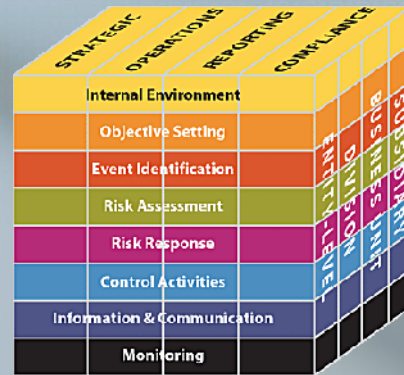 STRATEGIC
OPERATIONS
REPORTING
COMPLIANCE
Internal Environment
Objective Setting
Event Identification
Risk Assessment
Risk Response
Control Activities
Information & Communication
Monitoring
ENTITY-LEVEL
DIVISION
BUSINESS UNIT
SUBSIDIARY